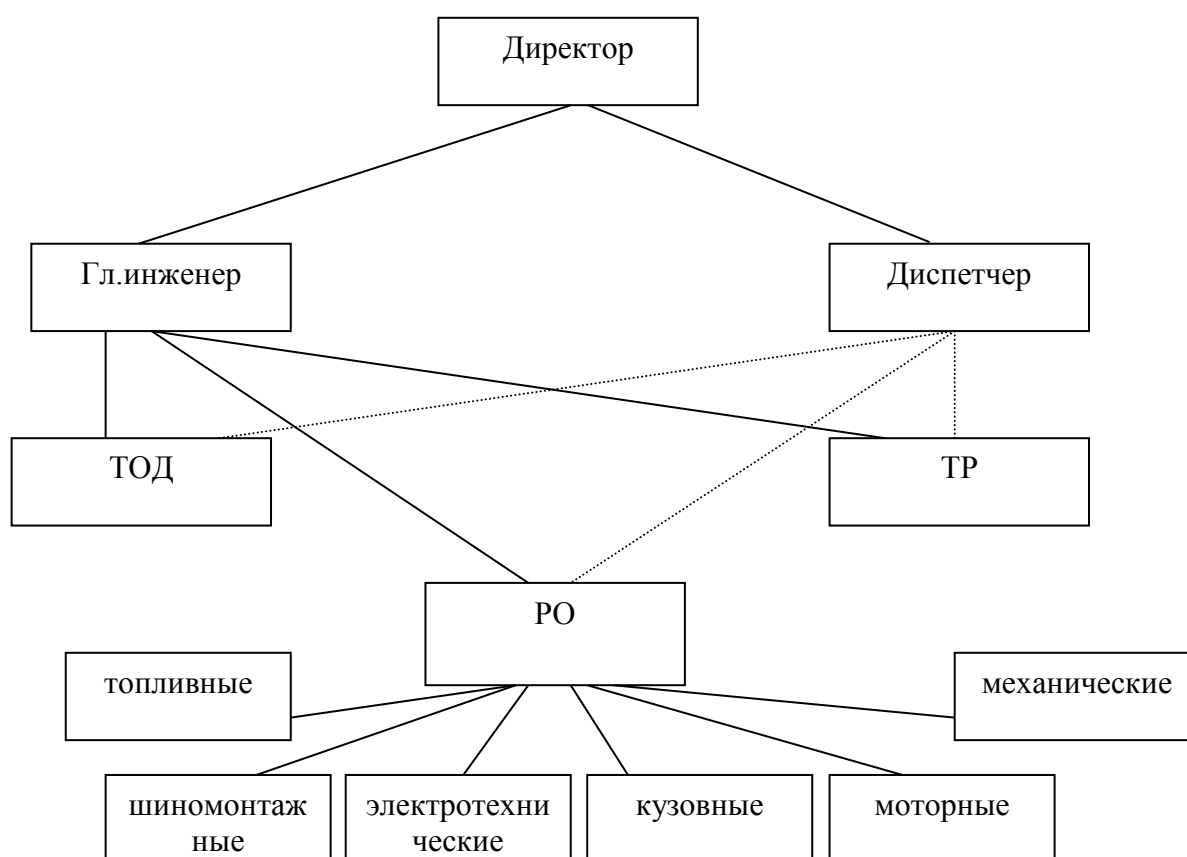 Директор
Гл.инженер
Диспетчер
ТОД
ТР
РО
топливные
механические
шиномонтаж
ные
электротехни
ческие
кузовные
моторные